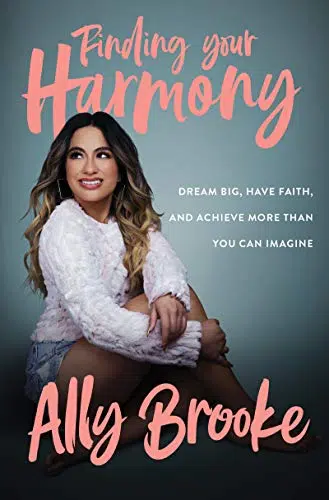 Finding your
Harmony
DREAM BIG, HAVE FAITH,
AND ACHIEVE MORE THAN
YOU CAN IMAGINE
Ally Brooke